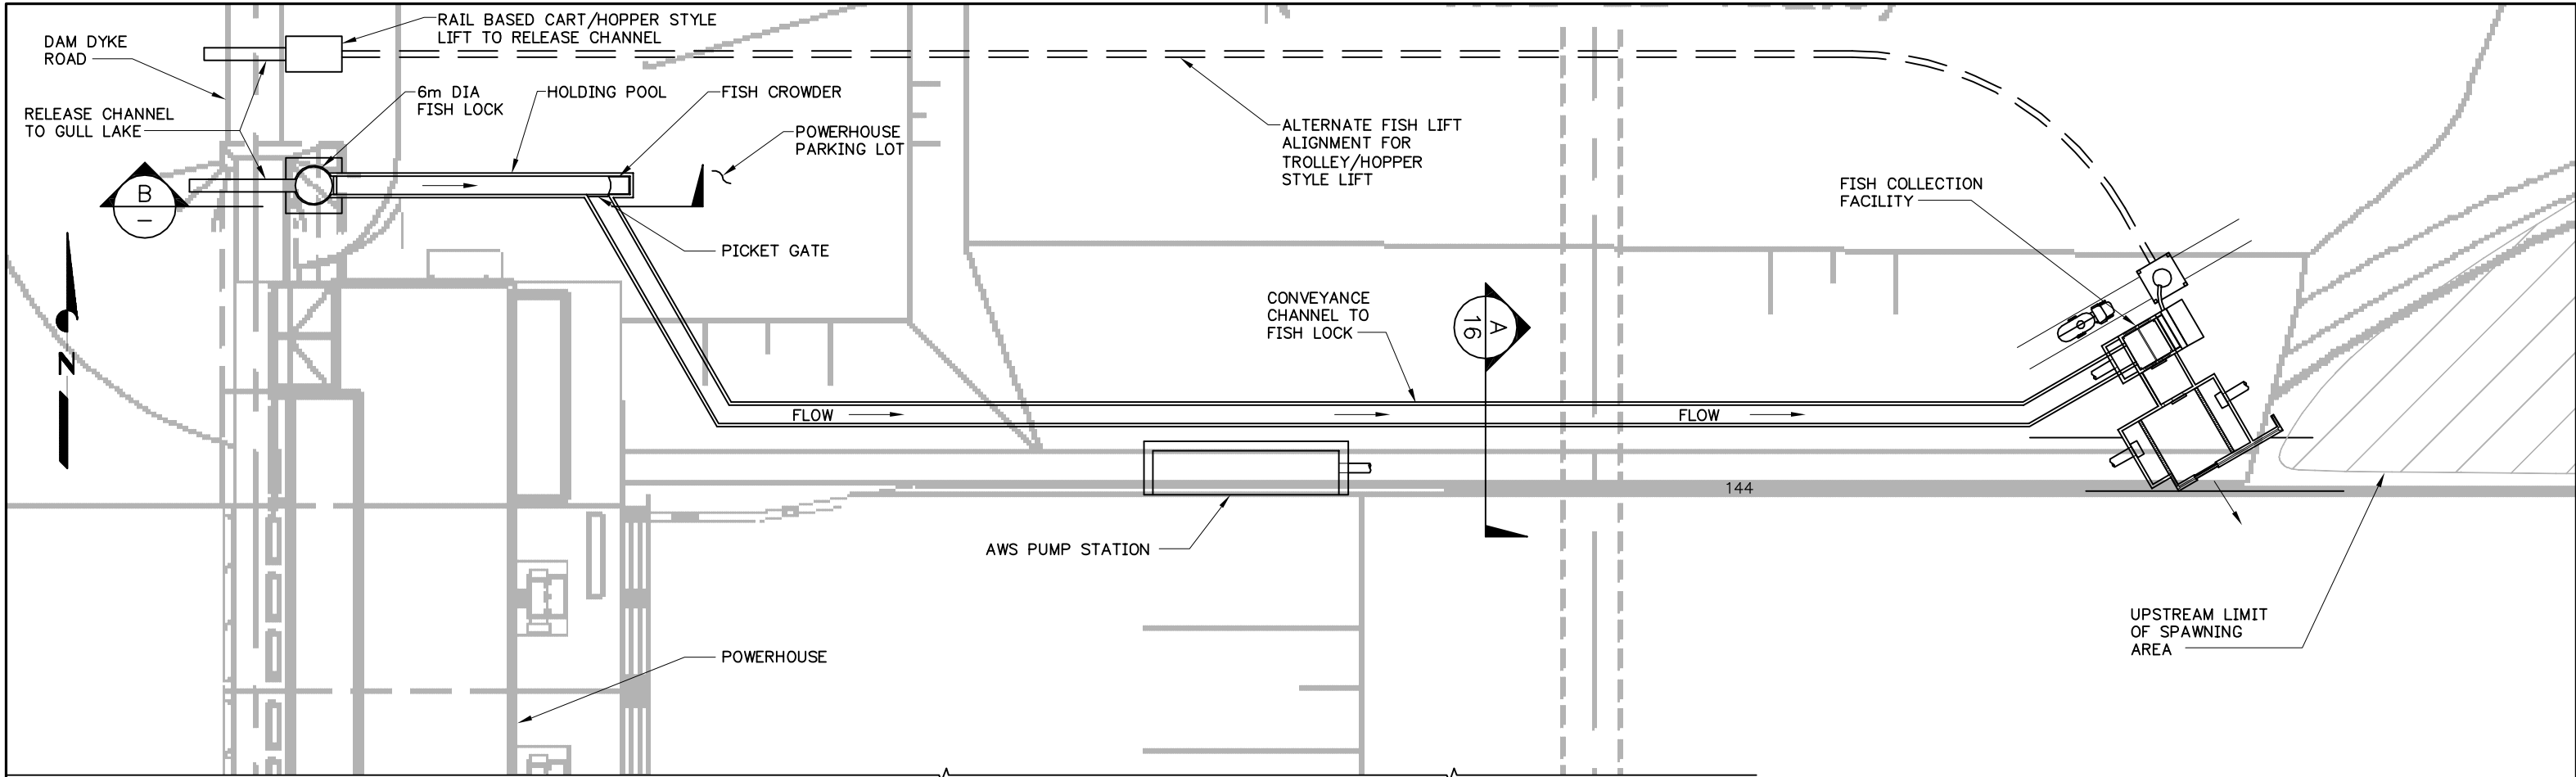 RAIL BASED CART/HOPPER STYLE
LIFT TO RELEASE CHANNEL
DAM DYKE
ROAD
6m DIA
FISH LOCK
HOLDING POOL
FISH CROWDER
RELEASE CHANNEL
TO GULL LAKE
POWERHOUSE
PARKING LOT
ALTERNATE FISH LIFT
ALIGNMENT FOR
TROLLEY/HOPPER
STYLE LIFT
FISH COLLECTION
FACILITY
B
—
PICKET GATE
N
CONVEYANCE
CHANNEL TO
FISH LOCK
A
16
FLOW
FLOW
144
AWS PUMP STATION
UPSTREAM LIMIT
OF SPAWNING
AREA
POWERHOUSE